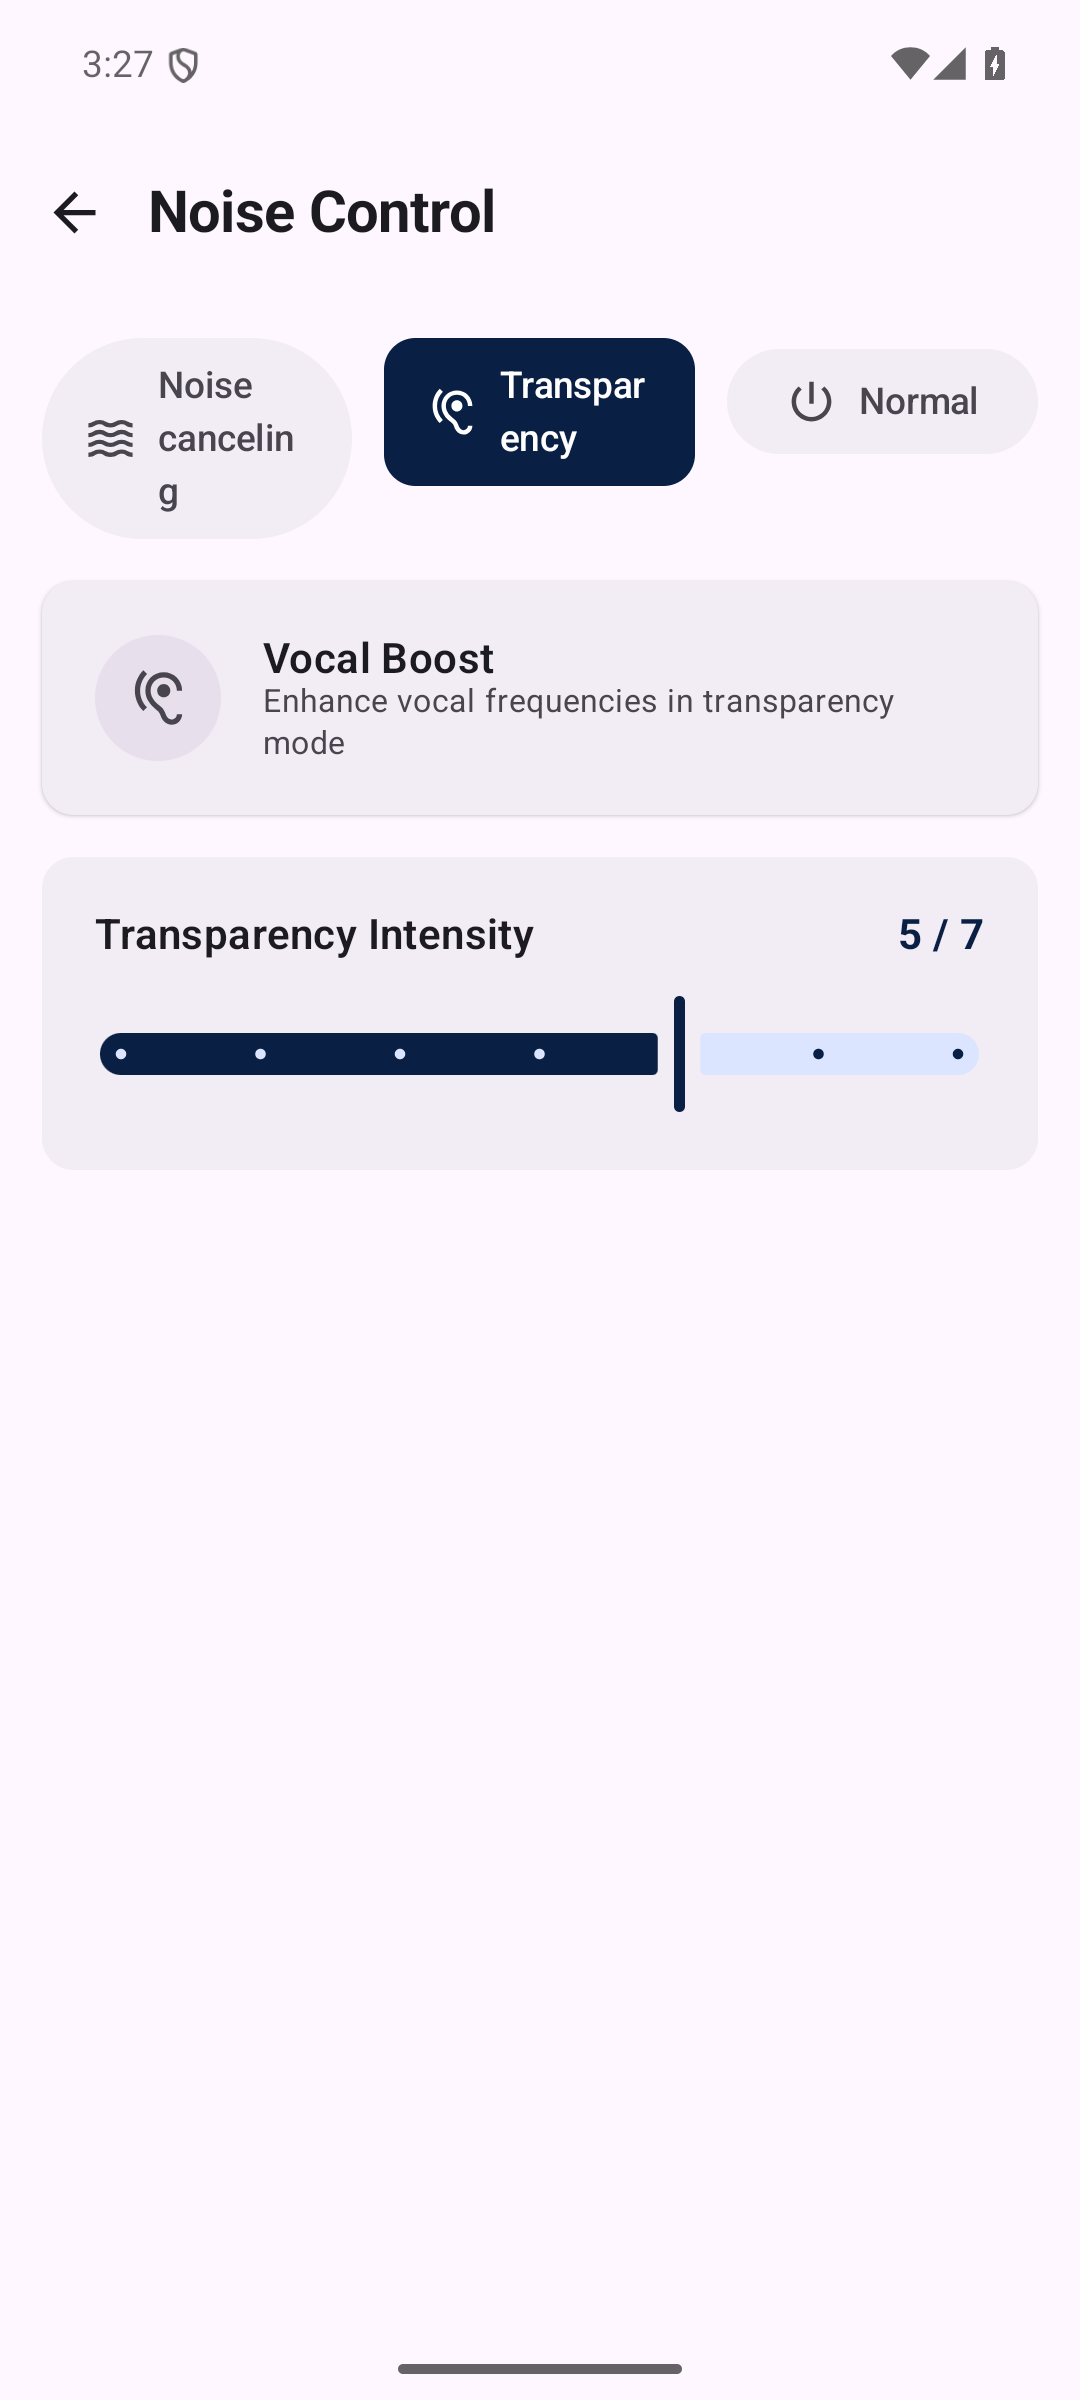 3:27
Noise Control
Noise
cancelin
g
Transpar
ency
Normal
Vocal Boost
Enhance vocal frequencies in transparency
mode
Transparency Intensity
5 / 7